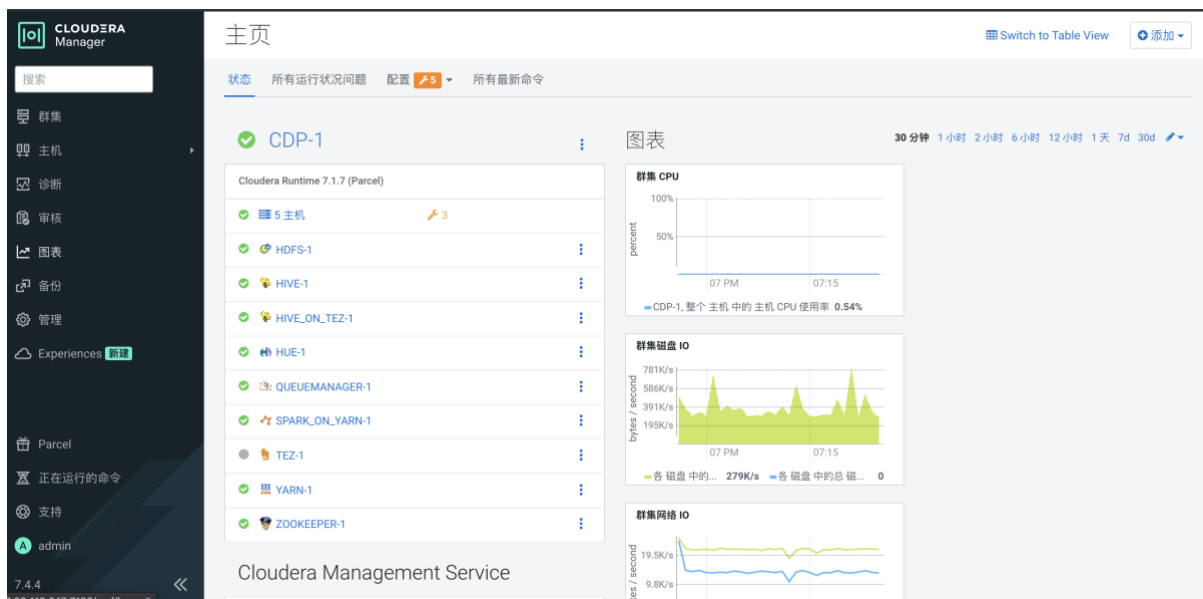 CLOUDERA
Manager
搜索
群集
主机
诊断
审核
图表
备份
管理
Experiences 新建
Parcel
正在运行的命令
支持
A admin
7.4.4
主页
Switch to Table View
添加
状态 所有运行状况问题 配置 5 所有最新命令
CDP-1
Cloudera Runtime 7.1.7 (Parcel)
5 主机 3
HDFS-1
HIVE-1
HIVE_ON_TEZ-1
HUE-1
QUEUEMANAGER-1
SPARK_ON_YARN-1
TEZ-1
YARN-1
ZOOKEEPER-1
Cloudera Management Service
图表
30 分钟 1 小时 2 小时 6 小时 12 小时 1 天 7d 30d
群集 CPU
percent
100%
50%
07 PM 07:15
CDP-1, 整个 主机 中的 主机 CPU 使用率 0.54%
群集磁盘 IO
bytes / second
781K/s
586K/s
391K/s
195K/s
07 PM 07:15
各 磁盘 中的... 279K/s 各 磁盘 中的总 磁... 0
群集网络 IO
/ second
19.5K/s
9.8K/s